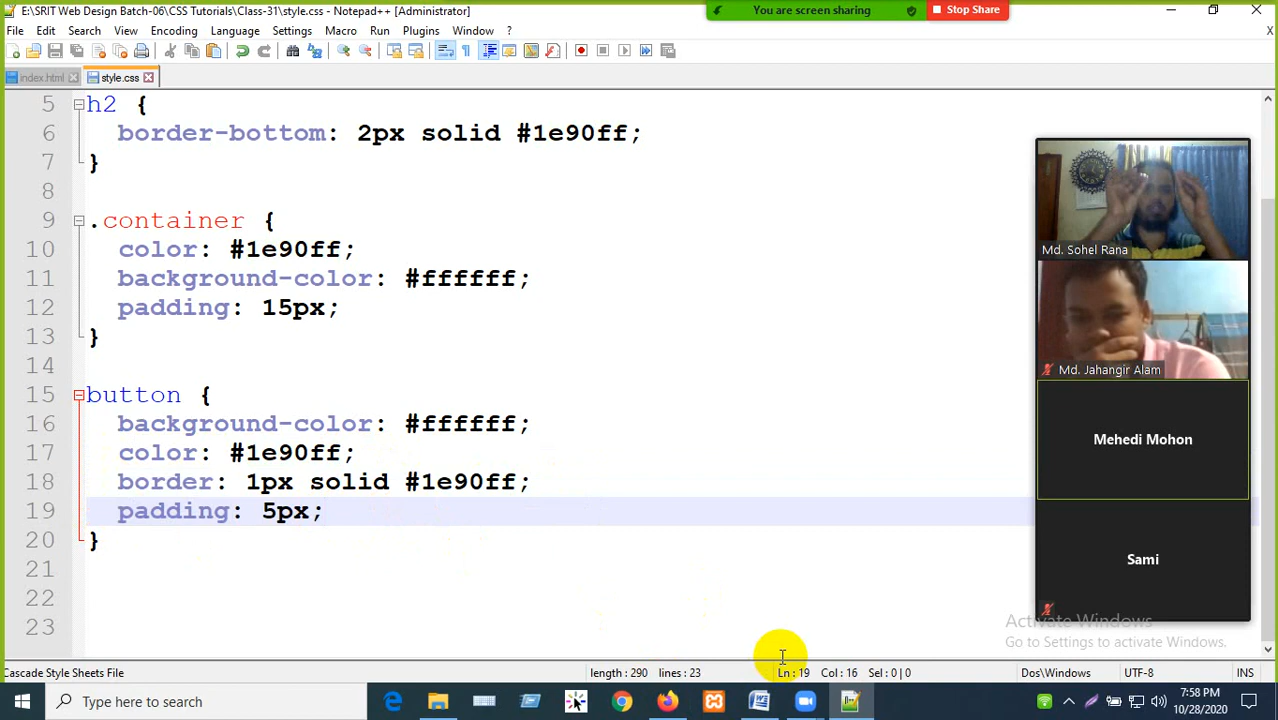 E:\SRIT Web Design Batch-06\CSS Tutorials\Class-31\style.css - Notepad++ [Administrator]
You are screen sharing
Stop Share
File Edit Search View Encoding Language Settings Macro Run Plugins Window ?
X
index.html
style.css
5 h2 {
6 border-bottom: 2px solid #1e90ff;
7 }
8
9 .container {
10 color: #1e90ff;
11 background-color: #ffffff;
12 padding: 15px;
13 }
14
15 button {
16 background-color: #ffffff;
17 color: #1e90ff;
18 border: 1px solid #1e90ff;
19 padding: 5px;
20 }
21
22
23
Md. Sohel Rana
Md. Jahangir Alam
Mehedi Mohon
Sami
Activate Windows
Go to Settings to activate Windows.
Cascade Style Sheets File
length : 290 lines : 23
Ln : 19 Col : 16 Sel : 0 | 0
Dos\Windows
UTF-8
INS
Type here to search
7:58 PM
10/28/2020